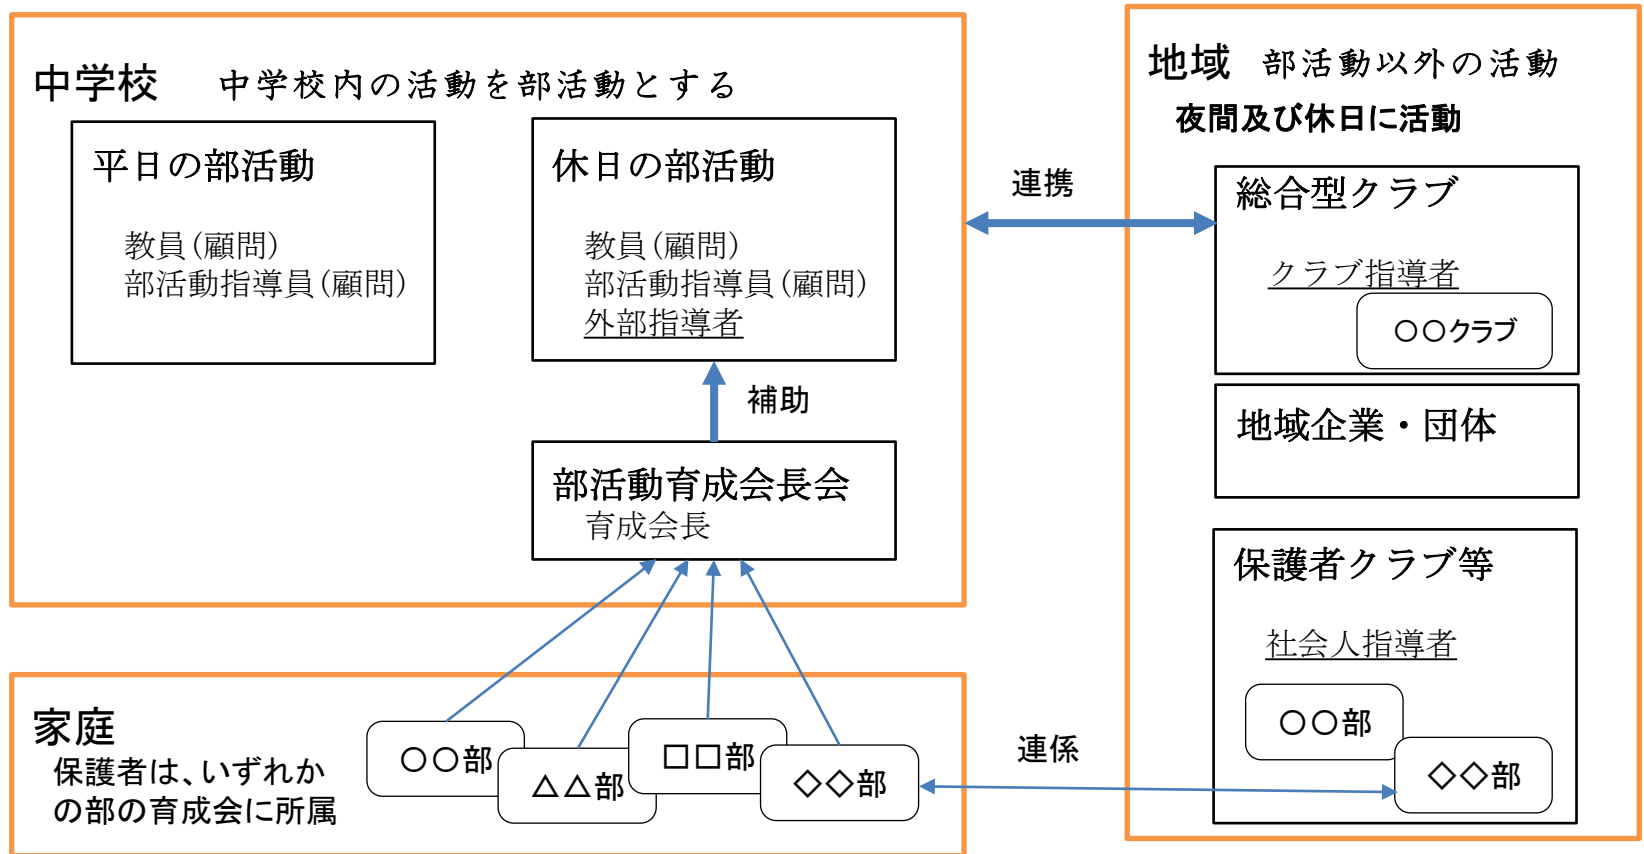 中学校 中学校内の活動を部活動とする
平日の部活動
教員(顧問)
部活動指導員(顧問)
休日の部活動
教員(顧問)
部活動指導員(顧問)
外部指導者
補助
部活動育成会長会
育成会長
連携
地域 部活動以外の活動
夜間及び休日に活動
総合型クラブ
クラブ指導者
〇〇クラブ
地域企業・団体
保護者クラブ等
社会人指導者
〇〇部
◇◇部
家庭
保護者は、いずれか
の部の育成会に所属
〇〇部
△△部
□□部
◇◇部
連係